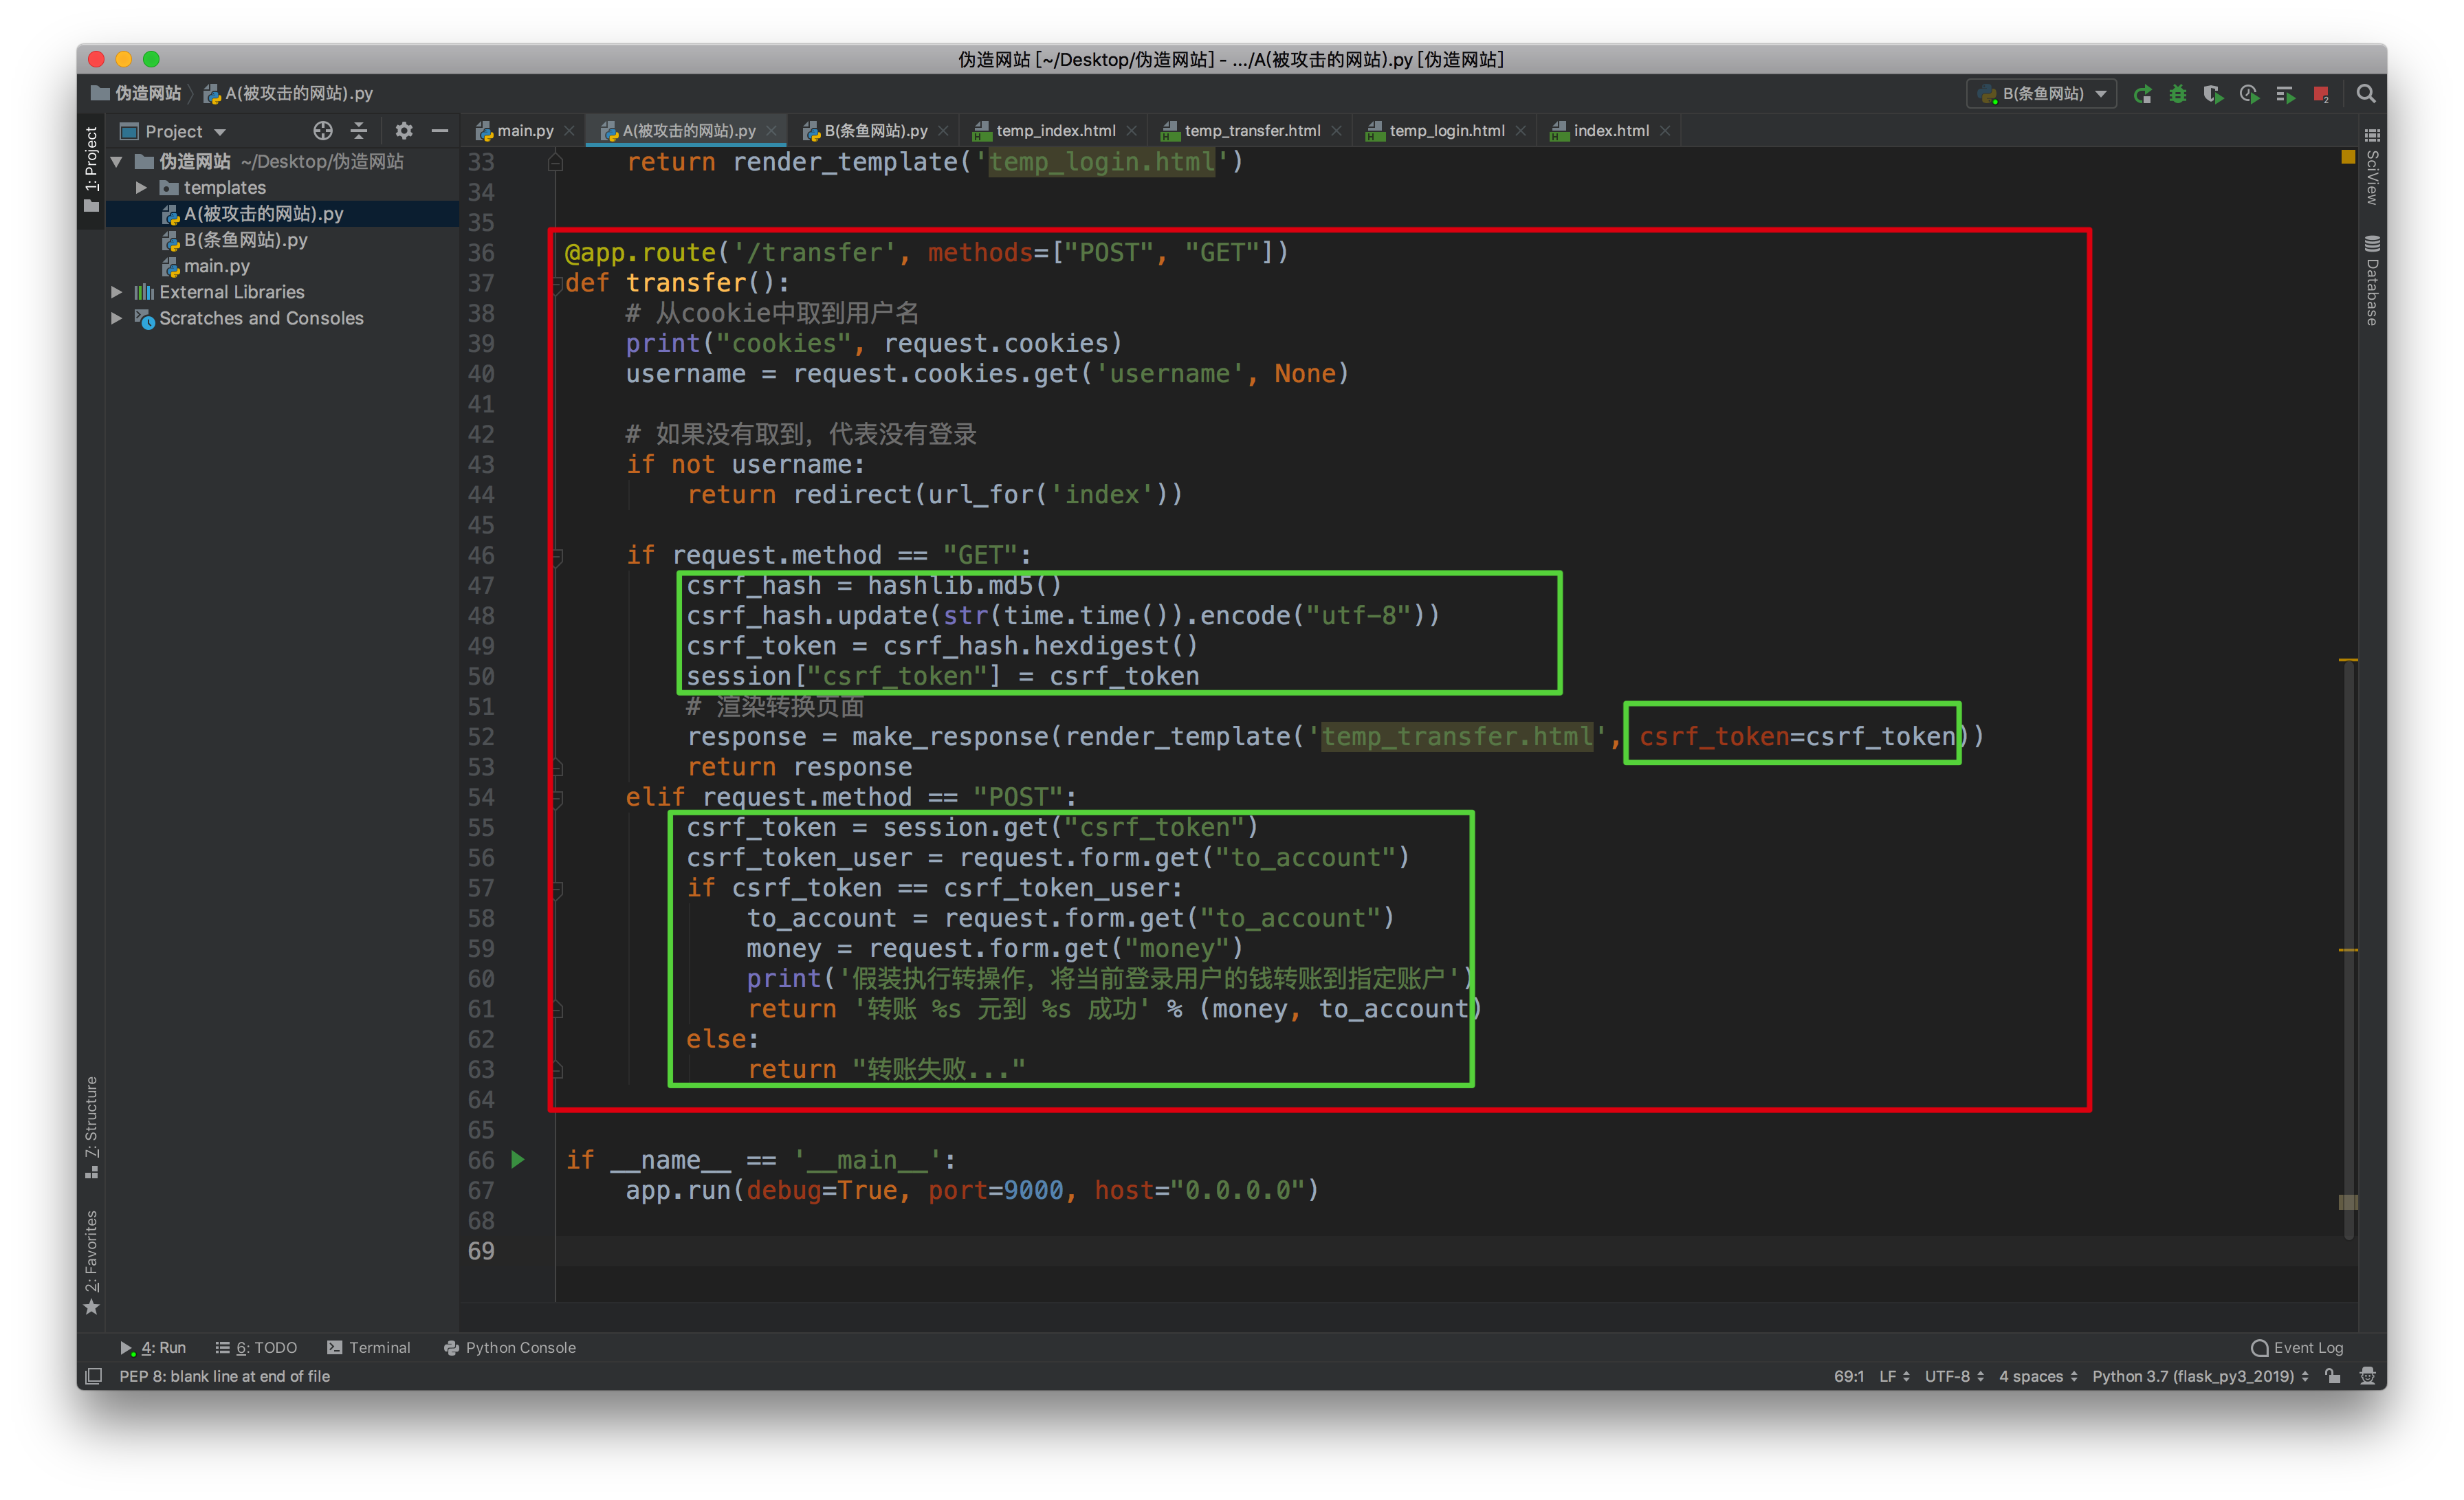 伪造网站 [~/Desktop/伪造网站] - .../A(被攻击的网站).py [伪造网站]
伪造网站 A(被攻击的网站).py
B(条鱼网站)
2
1: Project
Project
main.py
A(被攻击的网站).py
B(条鱼网站).py
temp_index.html
temp_transfer.html
temp_login.html
index.html
伪造网站 ~/Desktop/伪造网站
templates
A(被攻击的网站).py
B(条鱼网站).py
main.py
External Libraries
Scratches and Consoles
33     return render_template('temp_login.html')
34
35
36 @app.route('/transfer', methods=["POST", "GET"])
37 def transfer():
38     # 从cookie中取到用户名
39     print("cookies", request.cookies)
40     username = request.cookies.get('username', None)
41
42     # 如果没有取到，代表没有登录
43     if not username:
44         return redirect(url_for('index'))
45
46     if request.method == "GET":
47         csrf_hash = hashlib.md5()
48         csrf_hash.update(str(time.time()).encode("utf-8"))
49         csrf_token = csrf_hash.hexdigest()
50         session["csrf_token"] = csrf_token
51         # 渲染转换页面
52         response = make_response(render_template('temp_transfer.html', csrf_token=csrf_token))
53         return response
54     elif request.method == "POST":
55         csrf_token = session.get("csrf_token")
56         csrf_token_user = request.form.get("to_account")
57         if csrf_token == csrf_token_user:
58             to_account = request.form.get("to_account")
59             money = request.form.get("money")
60             print('假装执行转操作，将当前登录用户的钱转账到指定账户')
61             return '转账 %s 元到 %s 成功' % (money, to_account)
62         else:
63             return "转账失败..."
64
65
66 if __name__ == '__main__':
67     app.run(debug=True, port=9000, host="0.0.0.0")
68
69
SciView
Database
7: Structure
2: Favorites
4: Run
6: TODO
Terminal
Python Console
Event Log
PEP 8: blank line at end of file
69:1 LF UTF-8 4 spaces Python 3.7 (flask_py3_2019)